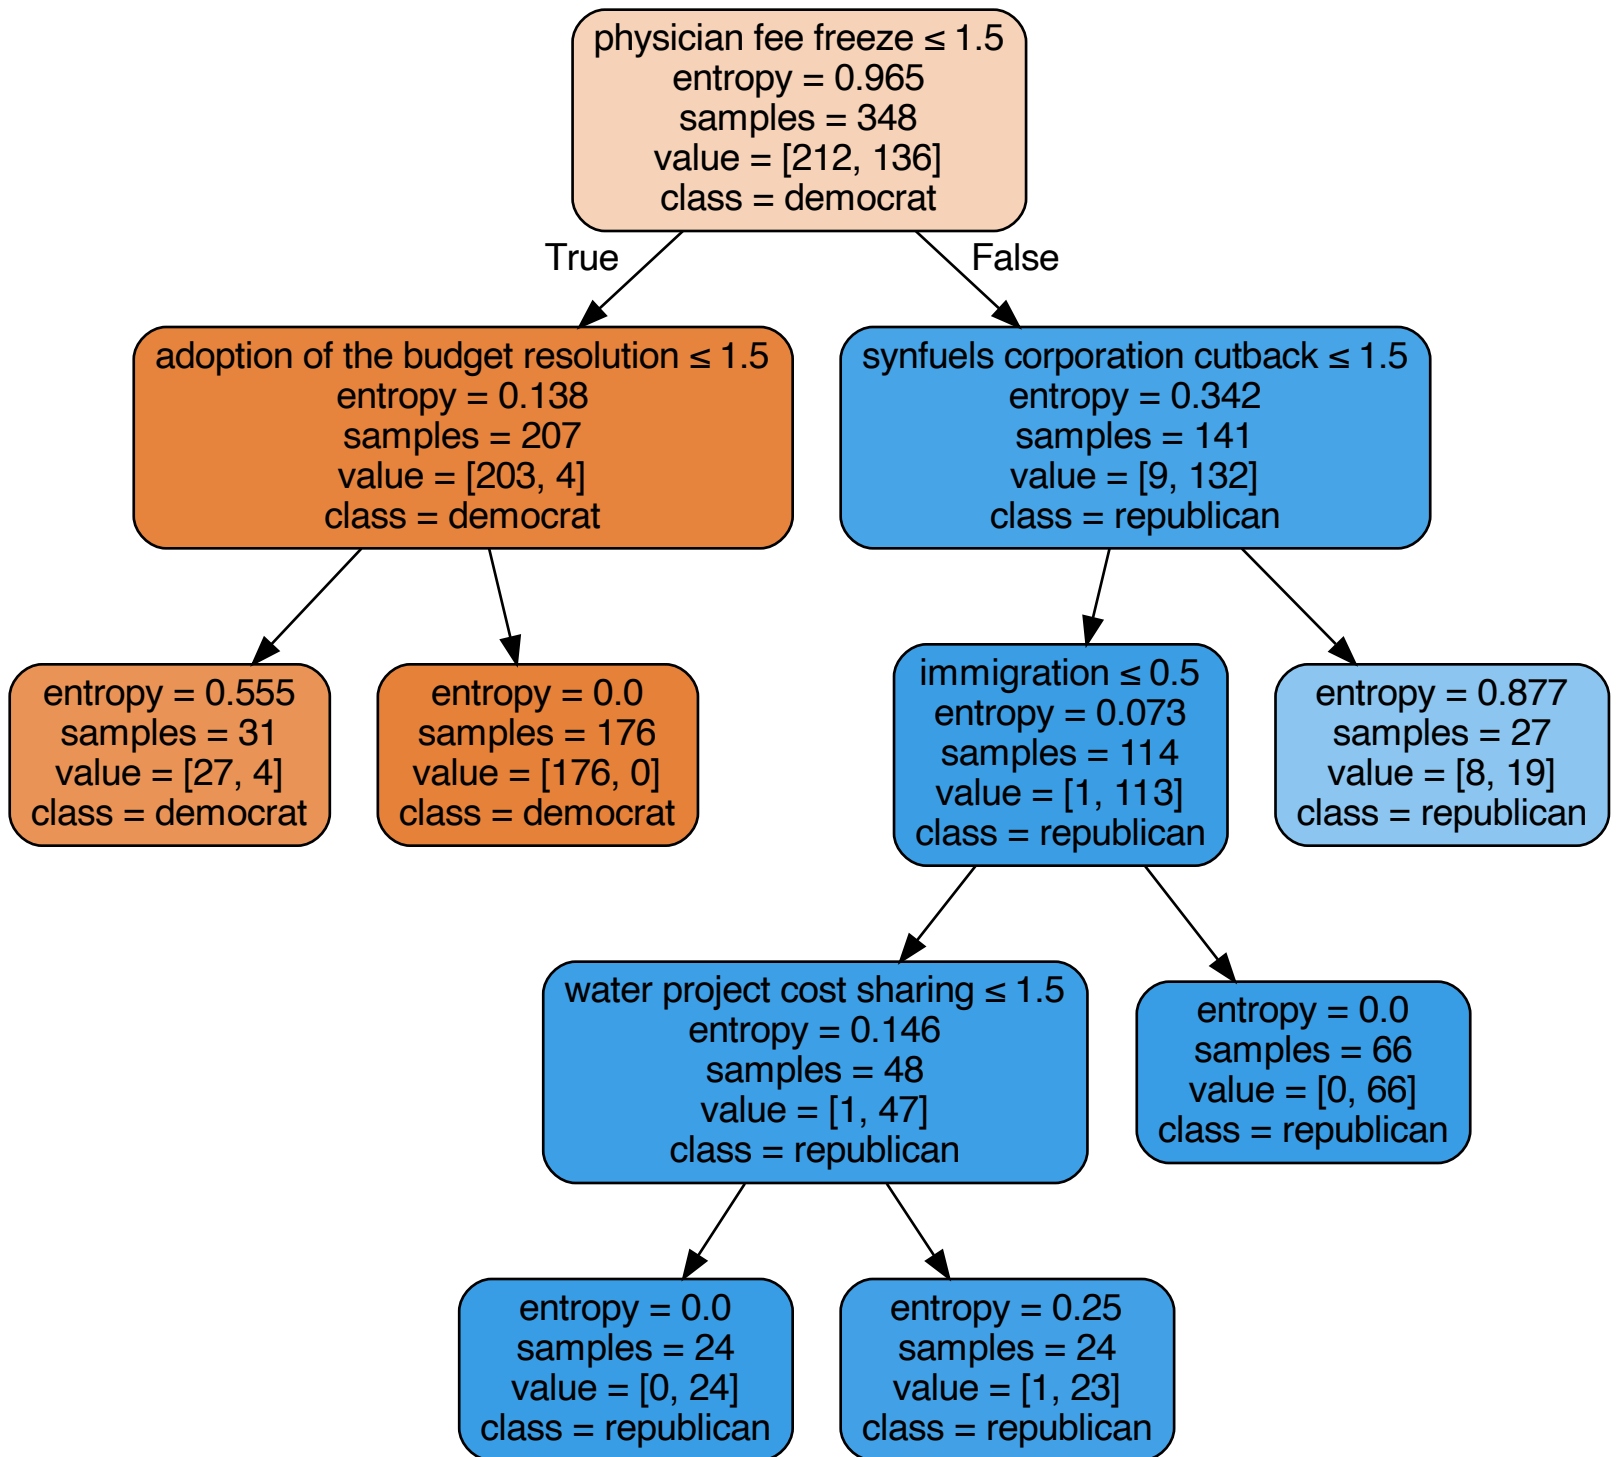 physician fee freeze ≤ 1.5
entropy = 0.965
samples = 348
value = [212, 136]
class = democrat
True
False
adoption of the budget resolution ≤ 1.5
entropy = 0.138
samples = 207
value = [203, 4]
class = democrat
synfuels corporation cutback ≤ 1.5
entropy = 0.342
samples = 141
value = [9, 132]
class = republican
entropy = 0.555
samples = 31
value = [27, 4]
class = democrat
entropy = 0.0
samples = 176
value = [176, 0]
class = democrat
immigration ≤ 0.5
entropy = 0.073
samples = 114
value = [1, 113]
class = republican
entropy = 0.877
samples = 27
value = [8, 19]
class = republican
water project cost sharing ≤ 1.5
entropy = 0.146
samples = 48
value = [1, 47]
class = republican
entropy = 0.0
samples = 66
value = [0, 66]
class = republican
entropy = 0.0
samples = 24
value = [0, 24]
class = republican
entropy = 0.25
samples = 24
value = [1, 23]
class = republican